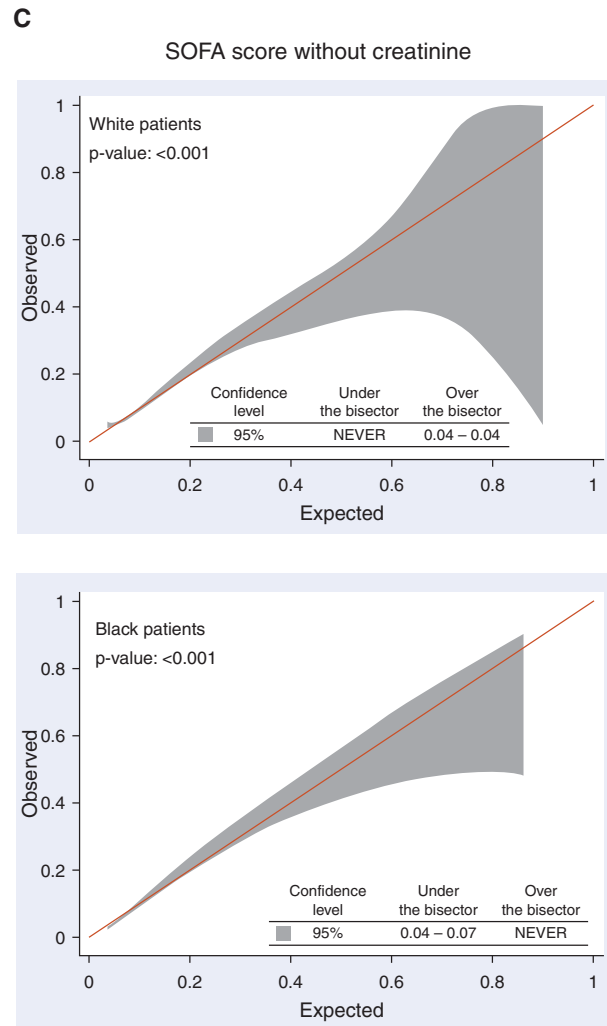 C
SOFA score without creatinine
White patients
p-value: <0.001
1
0.8
0.6
0.4
0.2
0
Observed
Confidence level Under the bisector Over the bisector
95% NEVER 0.04 – 0.04
0 0.2 0.4 0.6 0.8 1
Expected
Black patients
p-value: <0.001
1
0.8
0.6
0.4
0.2
0
Observed
Confidence level Under the bisector Over the bisector
95% 0.04 – 0.07 NEVER
0 0.2 0.4 0.6 0.8 1
Expected